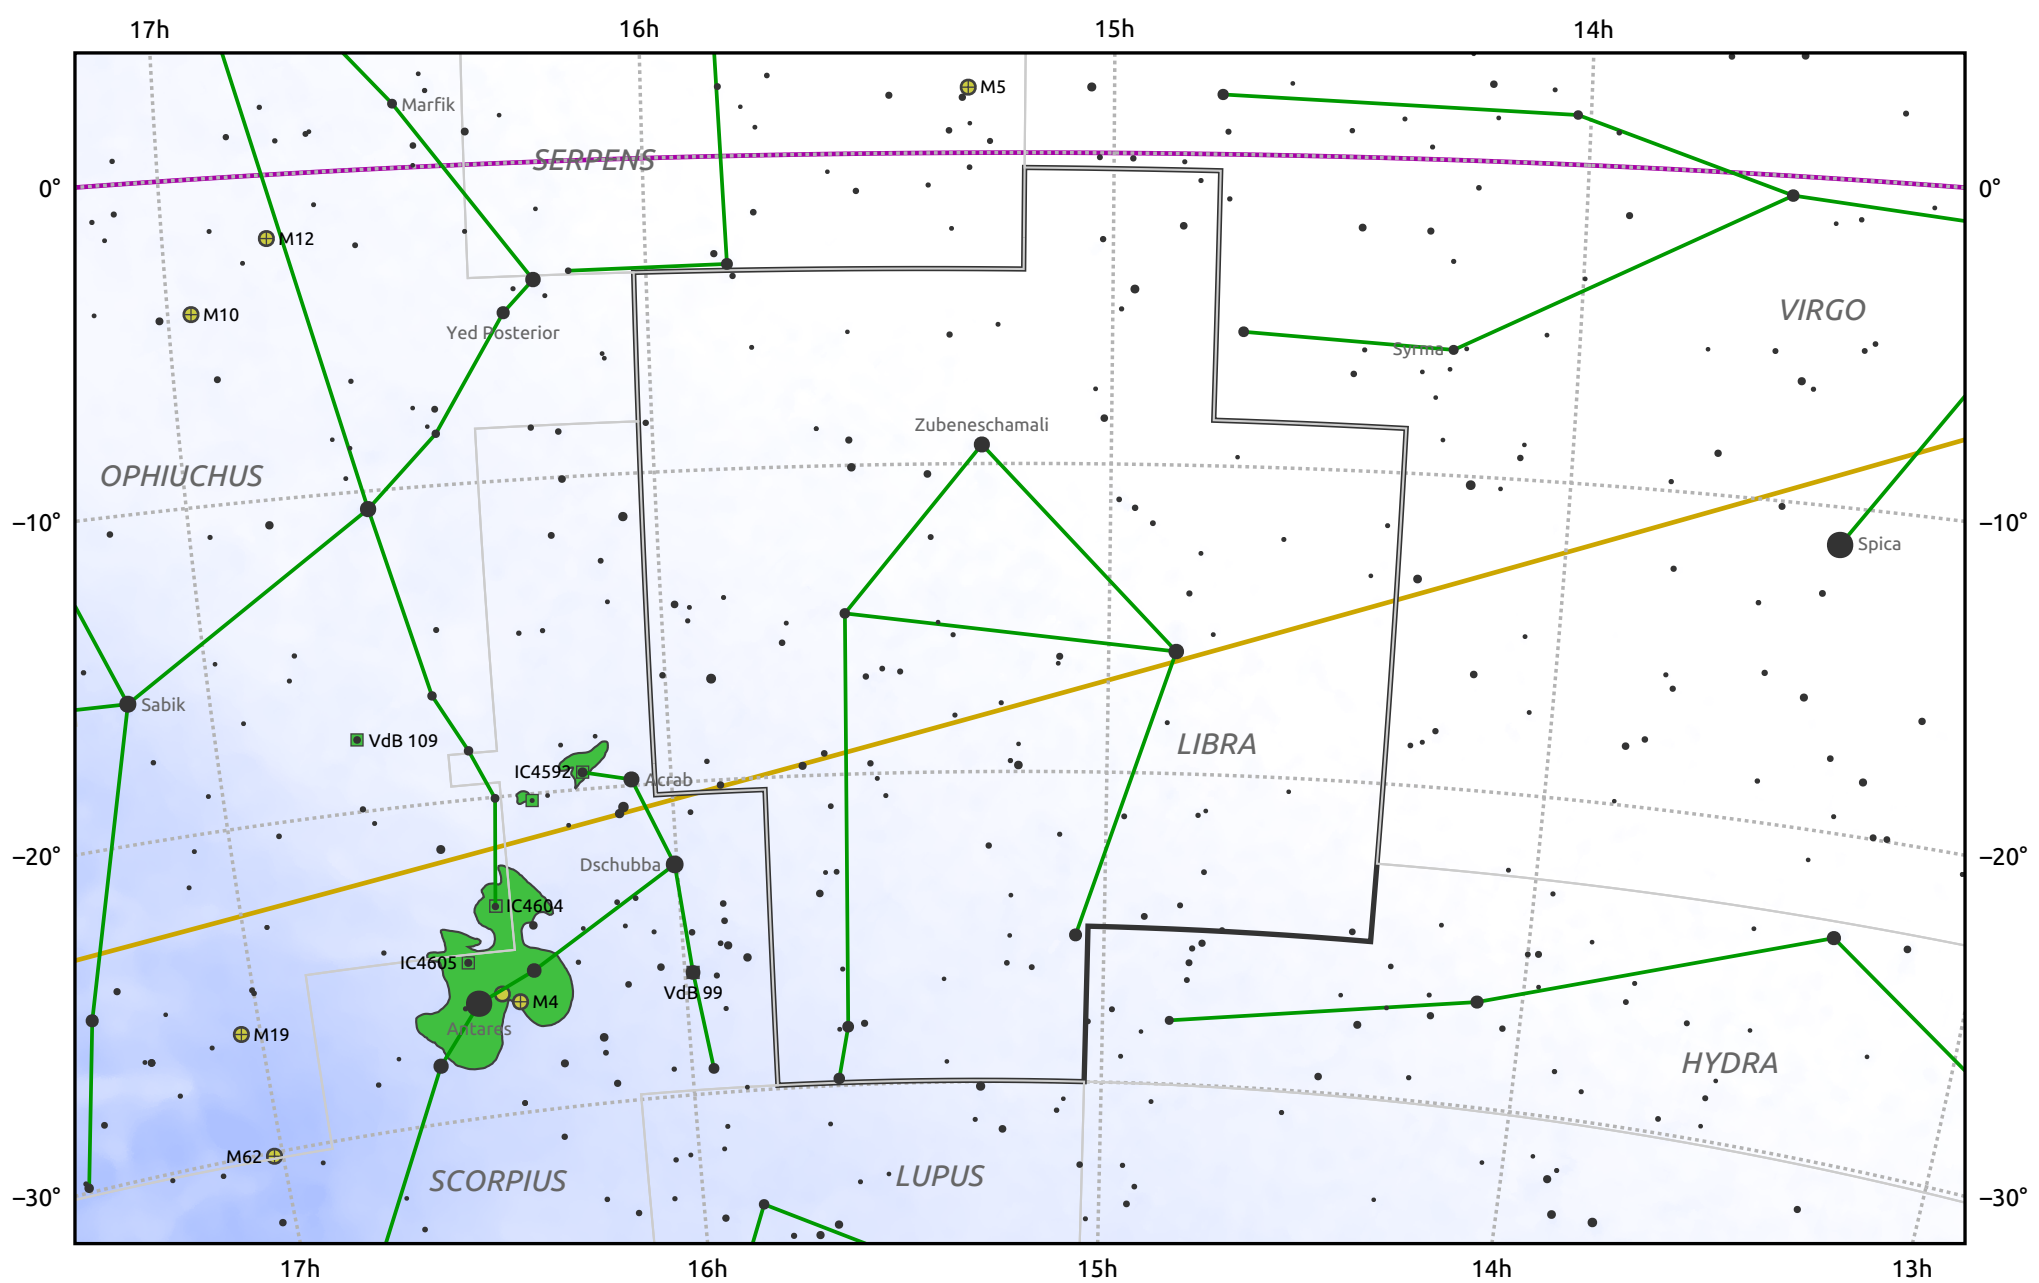 17h 16h 15h 14h
M5
Marfik
SERPENS
0° 0°
M12
M10
VIRGO
Yed Posterior
Syrma
Zubeneschamali
OPHIUCHUS
−10° −10°
Spica
Sabik
VdB 109
LIBRA
IC4592
Acrab
−20° −20°
Dschubba
IC4604
IC4605
VdB 99
M4
Antares
M19
HYDRA
M62
SCORPIUS
LUPUS
−30° −30°
17h 16h 15h 14h 13h